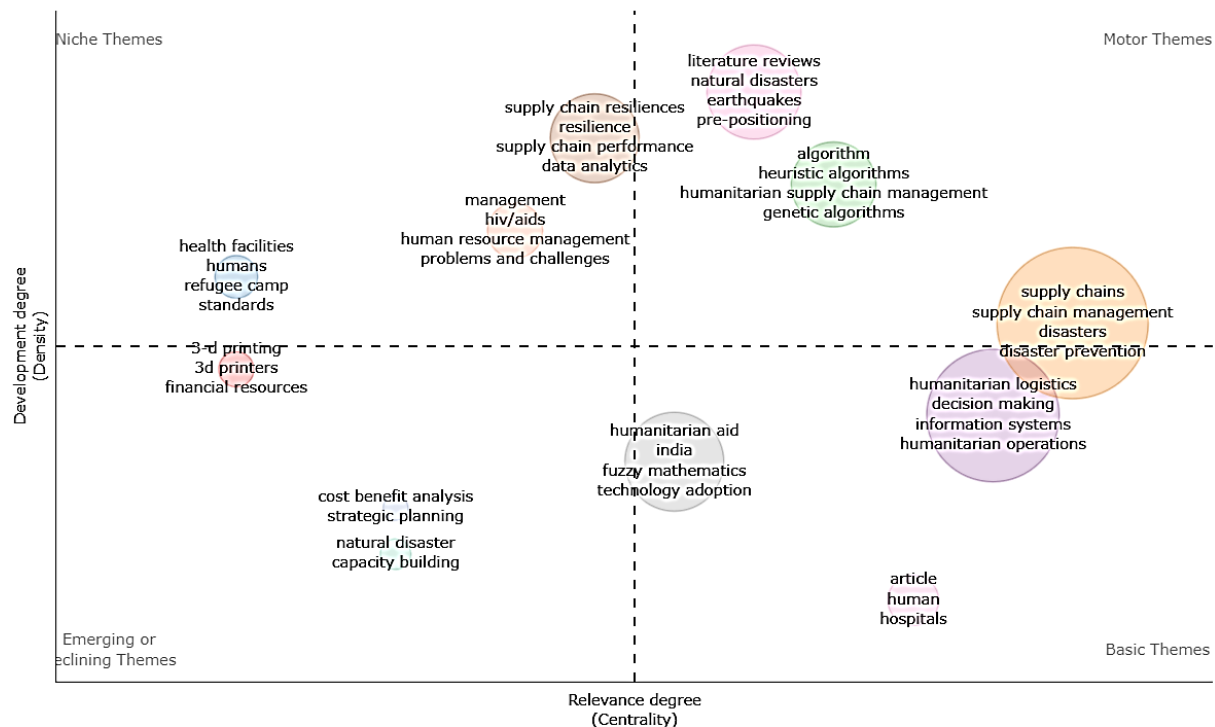 Niche Themes
Motor Themes
literature reviews
natural disasters
earthquakes
pre-positioning
supply chain resiliences
resilience
supply chain performance
data analytics
algorithm
heuristic algorithms
humanitarian supply chain management
genetic algorithms
management
hiv/aids
human resource management
problems and challenges
health facilities
humans
refugee camp
standards
supply chains
supply chain management
disasters
disaster prevention
3-d printing
3d printers
financial resources
humanitarian logistics
decision making
information systems
humanitarian operations
humanitarian aid
india
fuzzy mathematics
technology adoption
cost benefit analysis
strategic planning
natural disaster
capacity building
article
human
hospitals
Emerging or
eclining Themes
Basic Themes
Development degree
(Density)
Relevance degree
(Centrality)